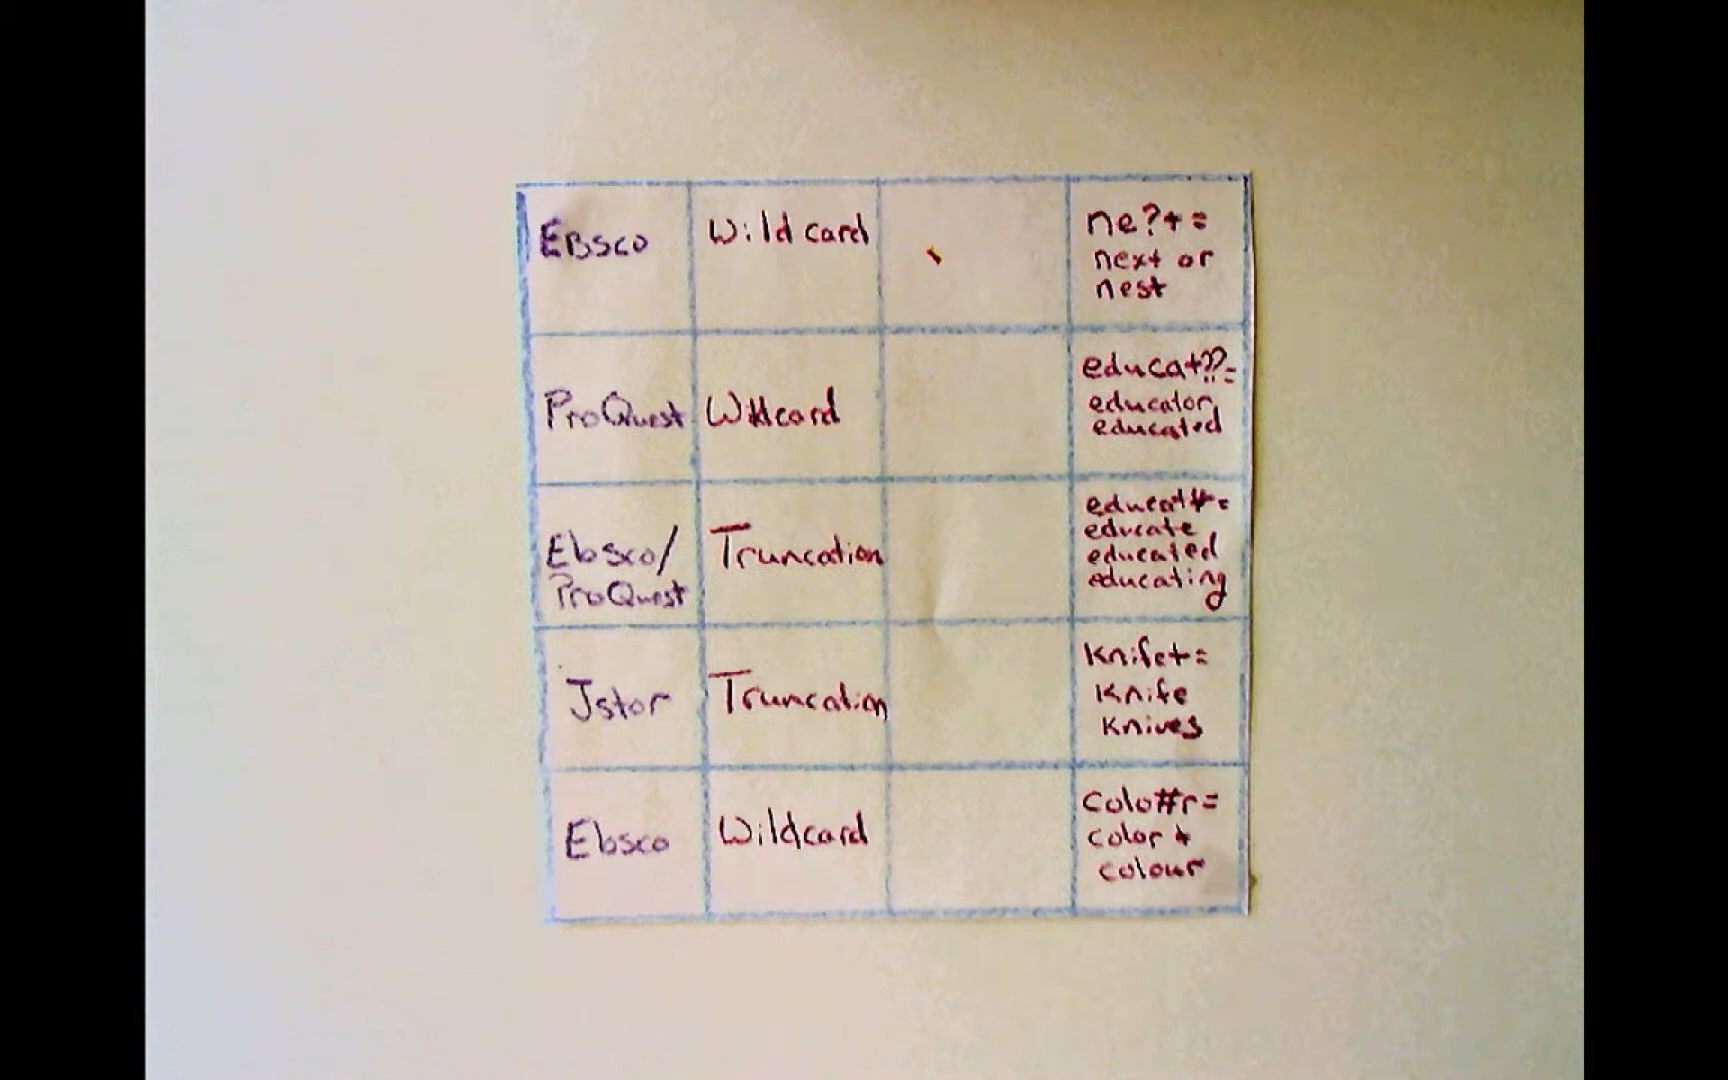 EBSCO Wildcard ne?t =
next or
nest
ProQuest Wildcard educat??=
educator
educated
Ebsco/ Truncation educat*=
ProQuest educate
educated
educating
Jstor Truncation knife+=
knife
knives
Ebsco Wildcard colo#r=
color +
colour